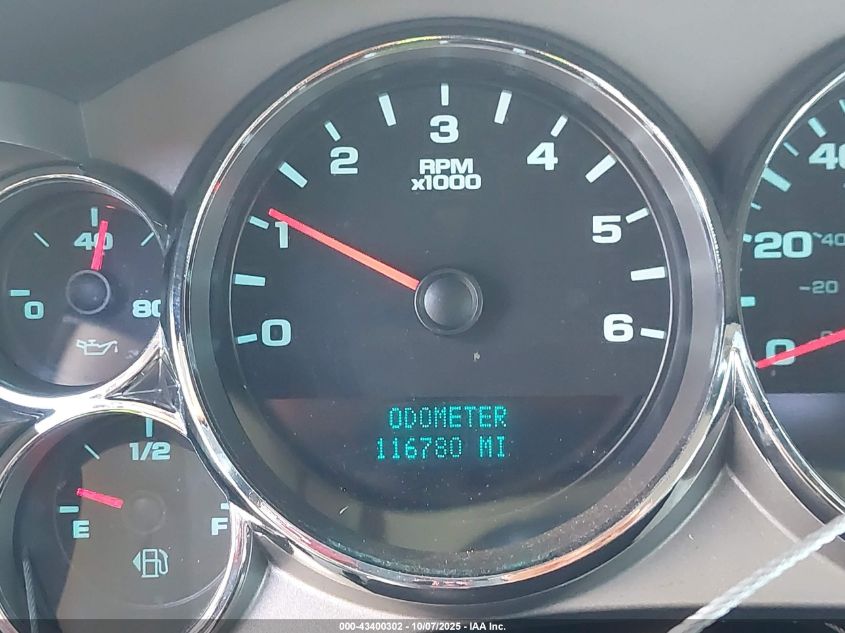 0 40 80
1/2
E F
0 1 2 3 4 5 6
RPM
x1000
ODOMETER
116780 MI
0 20 40
-20 -40
000-43400302 - 10/07/2025 - IAA Inc.